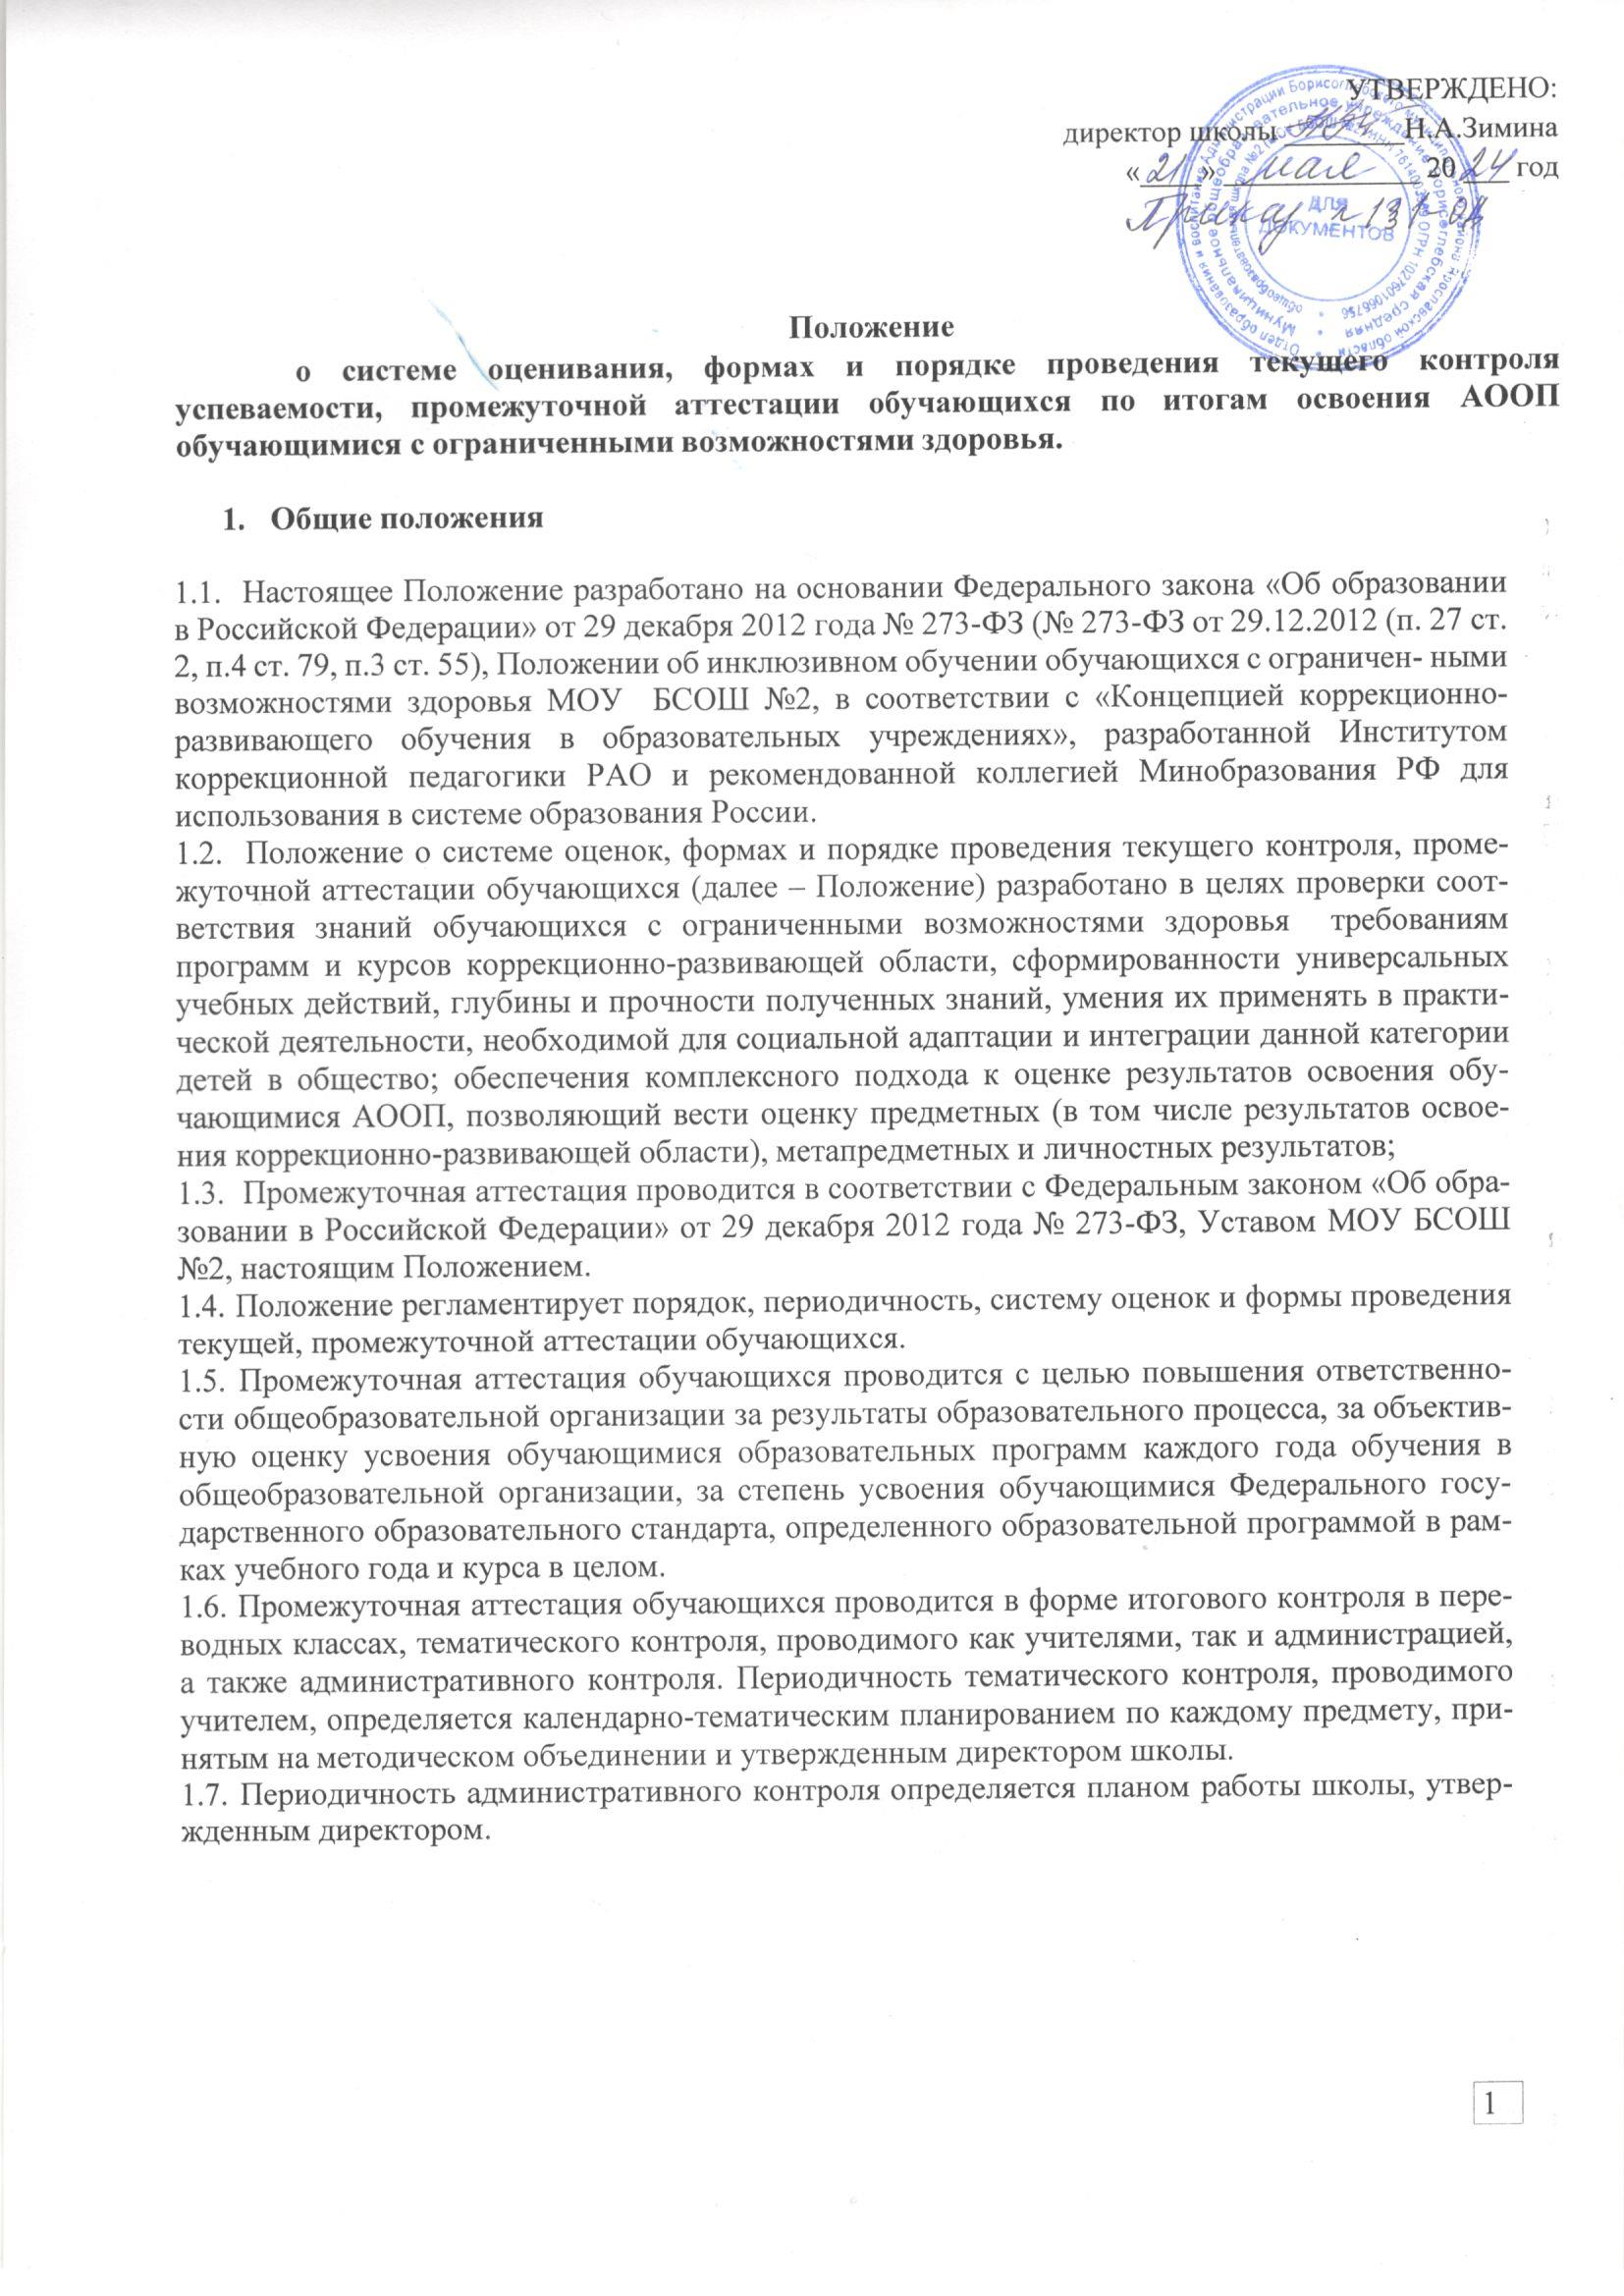 УТВЕРЖДЕНО:
директор школы ________ Н.А.Зимина
« 21 » мая 20 24 год
Приказ
ДЛЯ
ДОКУМЕНТОВ
Положение
о системе оценивания, формах и порядке проведения текущего контроля
успеваемости, промежуточной аттестации обучающихся по итогам освоения АООП
обучающимися с ограниченными возможностями здоровья.
1. Общие положения
1.1. Настоящее Положение разработано на основании Федерального закона «Об образовании
в Российской Федерации» от 29 декабря 2012 года № 273-ФЗ (№ 273-ФЗ от 29.12.2012 (п. 27 ст.
2, п.4 ст. 79, п.3 ст. 55), Положении об инклюзивном обучении обучающихся с ограничен- ными
возможностями здоровья МОУ БСОШ №2, в соответствии с «Концепцией коррекционно-
развивающего обучения в образовательных учреждениях», разработанной Институтом
коррекционной педагогики РАО и рекомендованной коллегией Минобразования РФ для
использования в системе образования России.
1.2. Положение о системе оценок, формах и порядке проведения текущего контроля, проме-
жуточной аттестации обучающихся (далее – Положение) разработано в целях проверки соот-
ветствия знаний обучающихся с ограниченными возможностями здоровья требованиям
программ и курсов коррекционно-развивающей области, сформированности универсальных
учебных действий, глубины и прочности полученных знаний, умения их применять в практи-
ческой деятельности, необходимой для социальной адаптации и интеграции данной категории
детей в общество; обеспечения комплексного подхода к оценке результатов освоения обу-
чающимися АООП, позволяющий вести оценку предметных (в том числе результатов освое-
ния коррекционно-развивающей области), метапредметных и личностных результатов;
1.3. Промежуточная аттестация проводится в соответствии с Федеральным законом «Об обра-
зовании в Российской Федерации» от 29 декабря 2012 года № 273-ФЗ, Уставом МОУ БСОШ
№2, настоящим Положением.
1.4. Положение регламентирует порядок, периодичность, систему оценок и формы проведения
текущей, промежуточной аттестации обучающихся.
1.5. Промежуточная аттестация обучающихся проводится с целью повышения ответственно-
сти общеобразовательной организации за результаты образовательного процесса, за объектив-
ную оценку усвоения обучающимися образовательных программ каждого года обучения в
общеобразовательной организации, за степень усвоения обучающимися Федерального госу-
дарственного образовательного стандарта, определенного образовательной программой в рам-
ках учебного года и курса в целом.
1.6. Промежуточная аттестация обучающихся проводится в форме итогового контроля в пере-
водных классах, тематического контроля, проводимого как учителями, так и администрацией,
а также административного контроля. Периодичность тематического контроля, проводимого
учителем, определяется календарно-тематическим планированием по каждому предмету, при-
нятым на методическом объединении и утвержденным директором школы.
1.7. Периодичность административного контроля определяется планом работы школы, утвер-
жденным директором.
1